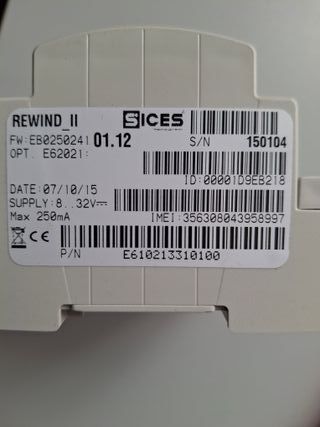 REWIND_II SICES
FW:EB0250241 01.12 S/N 150104
OPT. E62021:
ID:00001D9EB218
DATE:07/10/15
SUPPLY:8..32V
Max 250mA IMEI:356308043958997
CE
P/N E610213310100